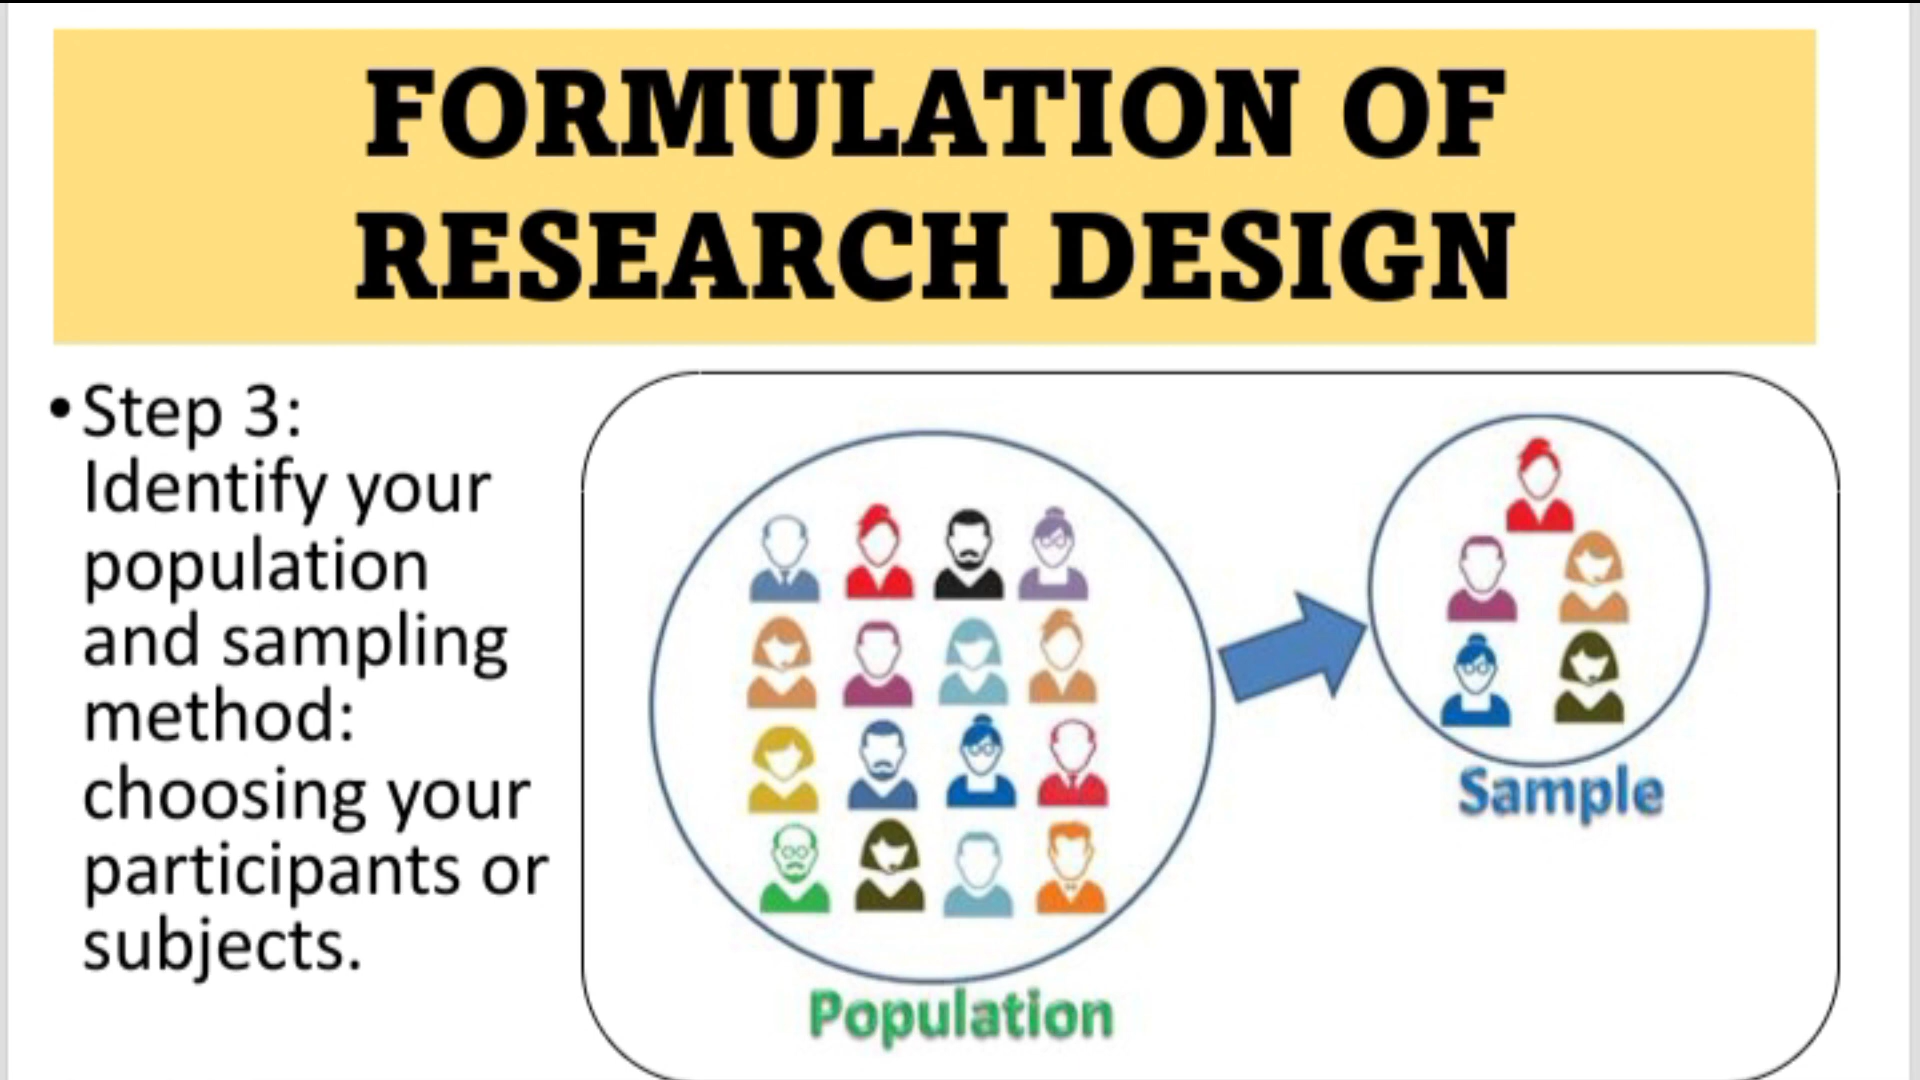 FORMULATION OF
RESEARCH DESIGN
•Step 3:
Identify your
population
and sampling
method:
choosing your
participants or
subjects.
Sample
Population